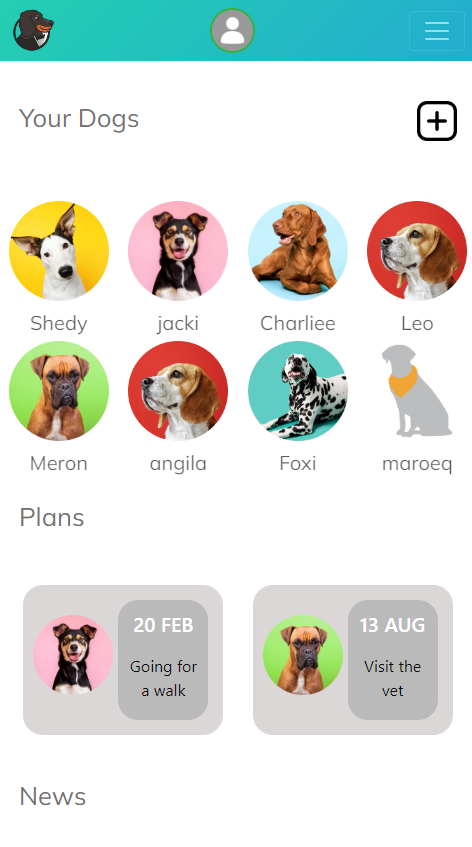 Your Dogs
Shedy jacki Charliee Leo
Meron angila Foxi maroeq
Plans
20 FEB
Going for
a walk
13 AUG
Visit the
vet
News